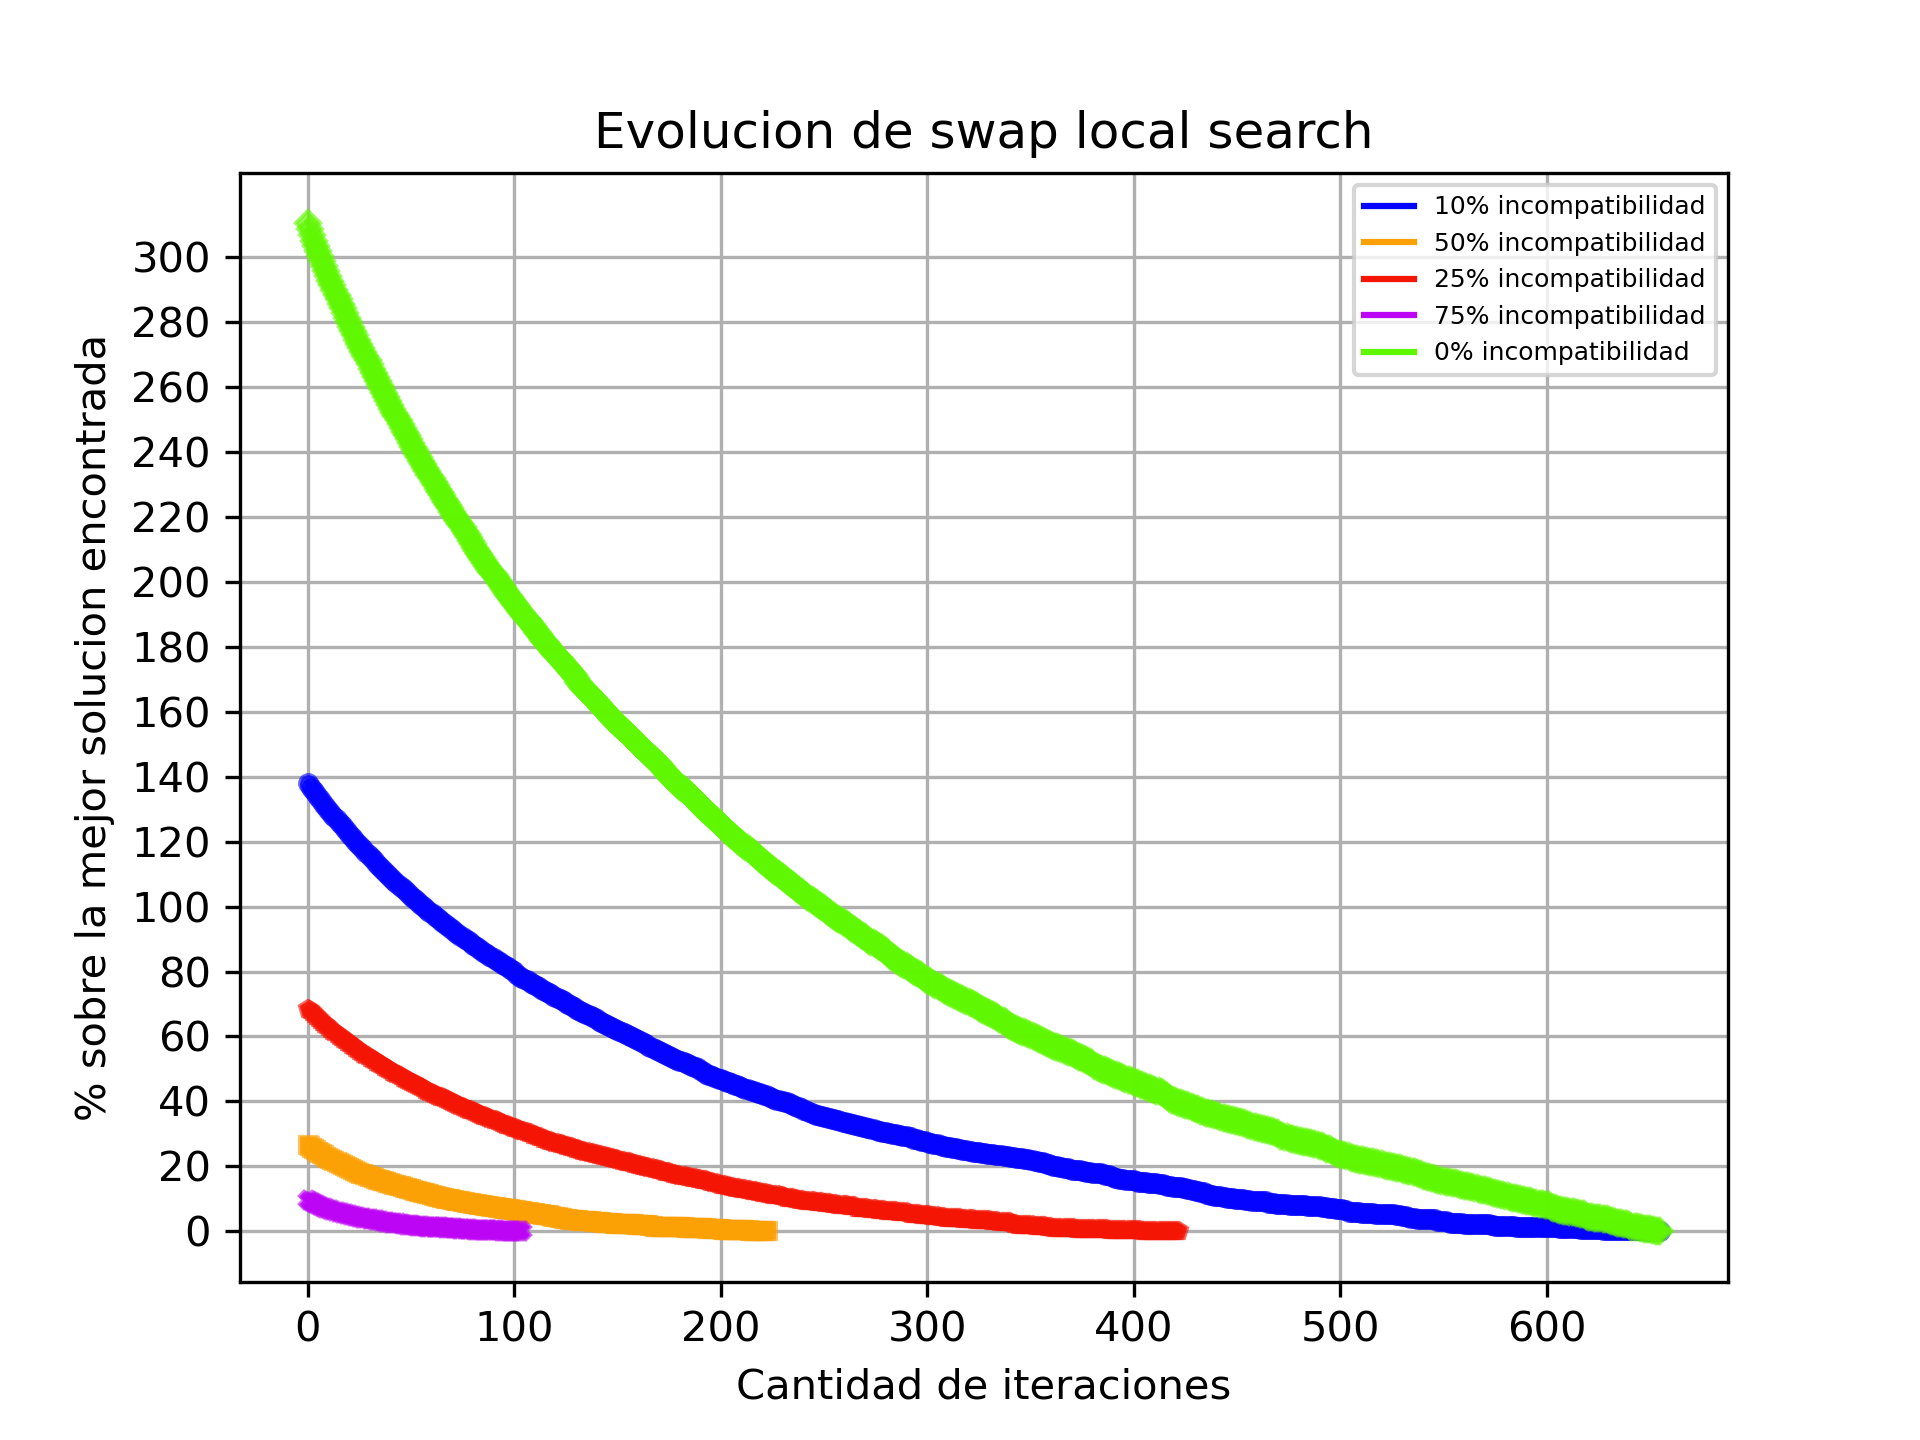 Evolucion de swap local search
10% incompatibilidad
50% incompatibilidad
25% incompatibilidad
75% incompatibilidad
0% incompatibilidad
% sobre la mejor solucion encontrada
300
280
260
240
220
200
180
160
140
120
100
80
60
40
20
0
0 100 200 300 400 500 600
Cantidad de iteraciones